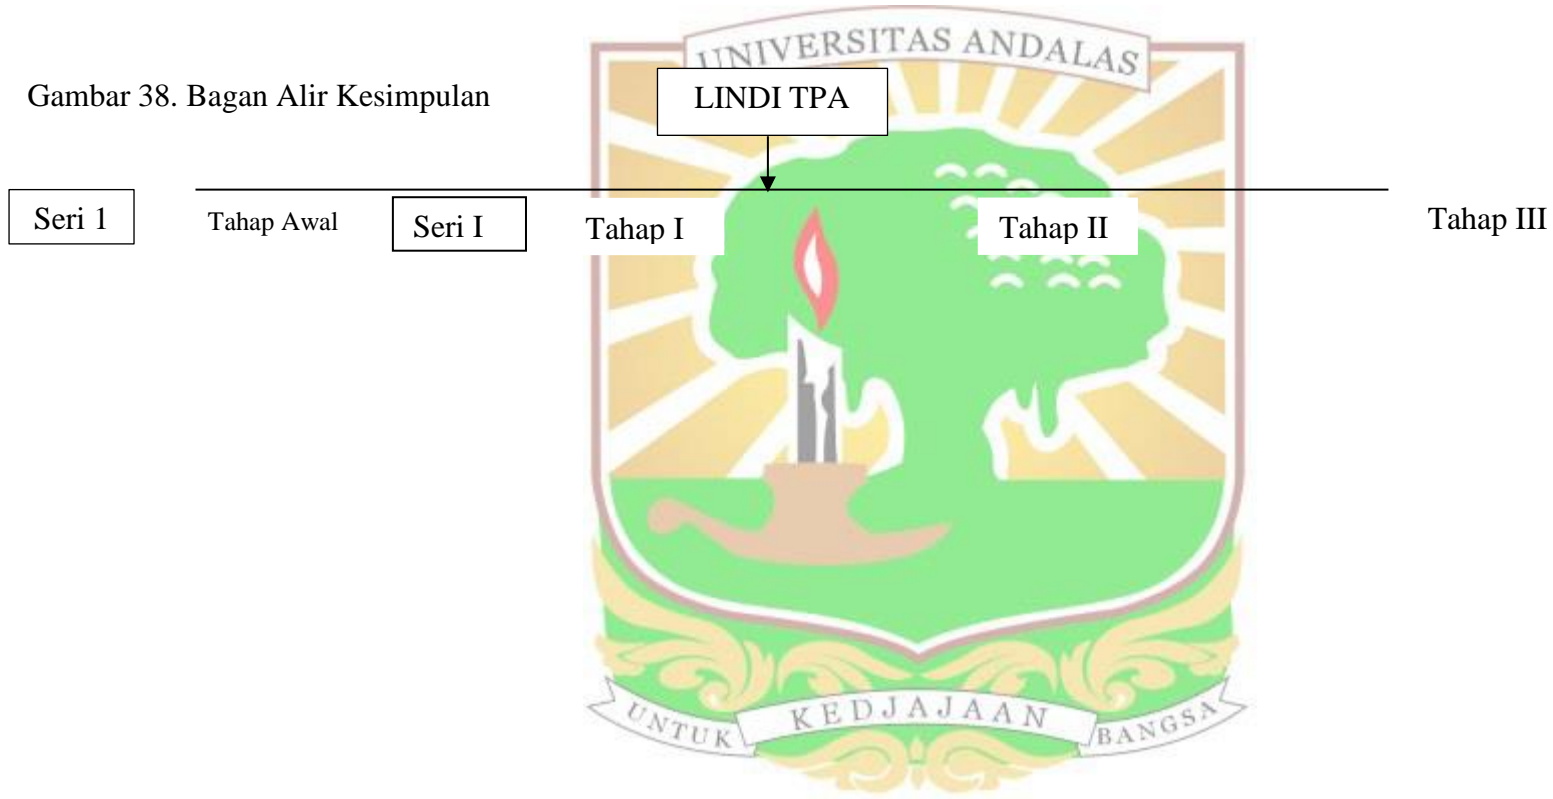 UNIVERSITAS ANDALAS
Gambar 38. Bagan Alir Kesimpulan
LINDI TPA
Seri 1
Tahap Awal
Seri I
Tahap I
Tahap II
Tahap III
UNTUK KEDJAJAAN BANGSA